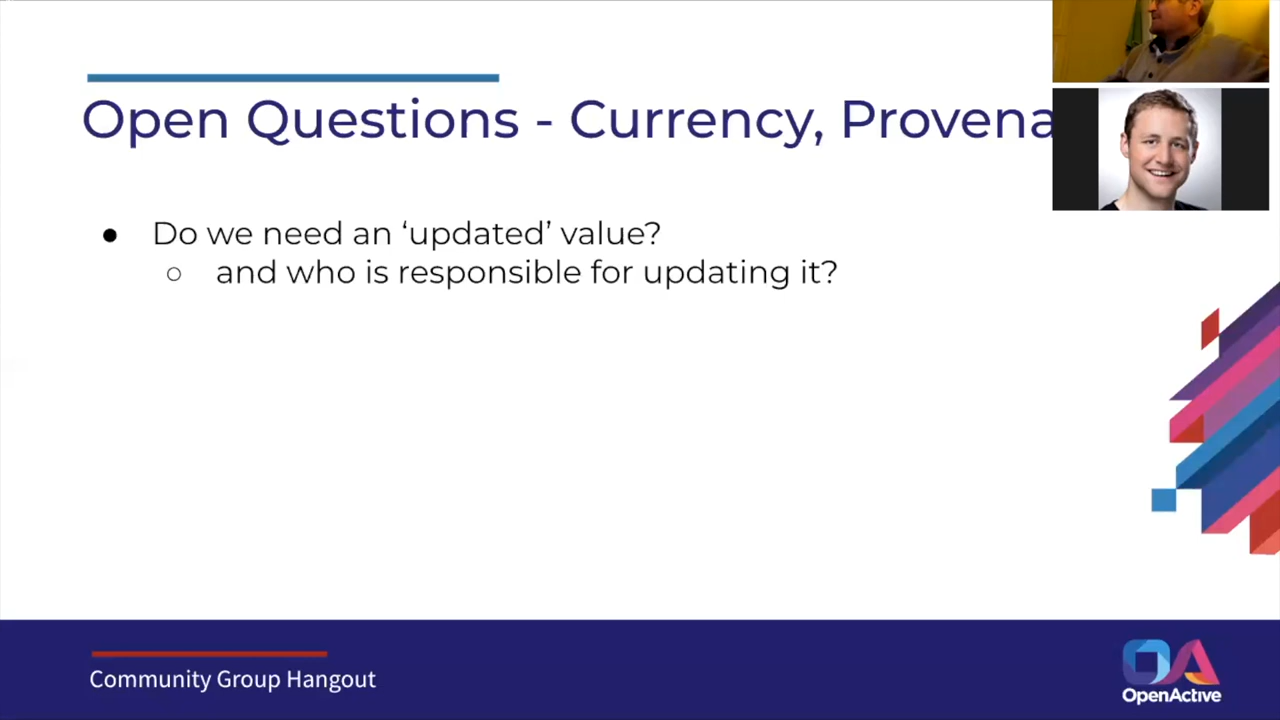 Open Questions - Currency, Provena
● Do we need an ‘updated’ value?
○ and who is responsible for updating it?
Community Group Hangout
OA
OpenActive